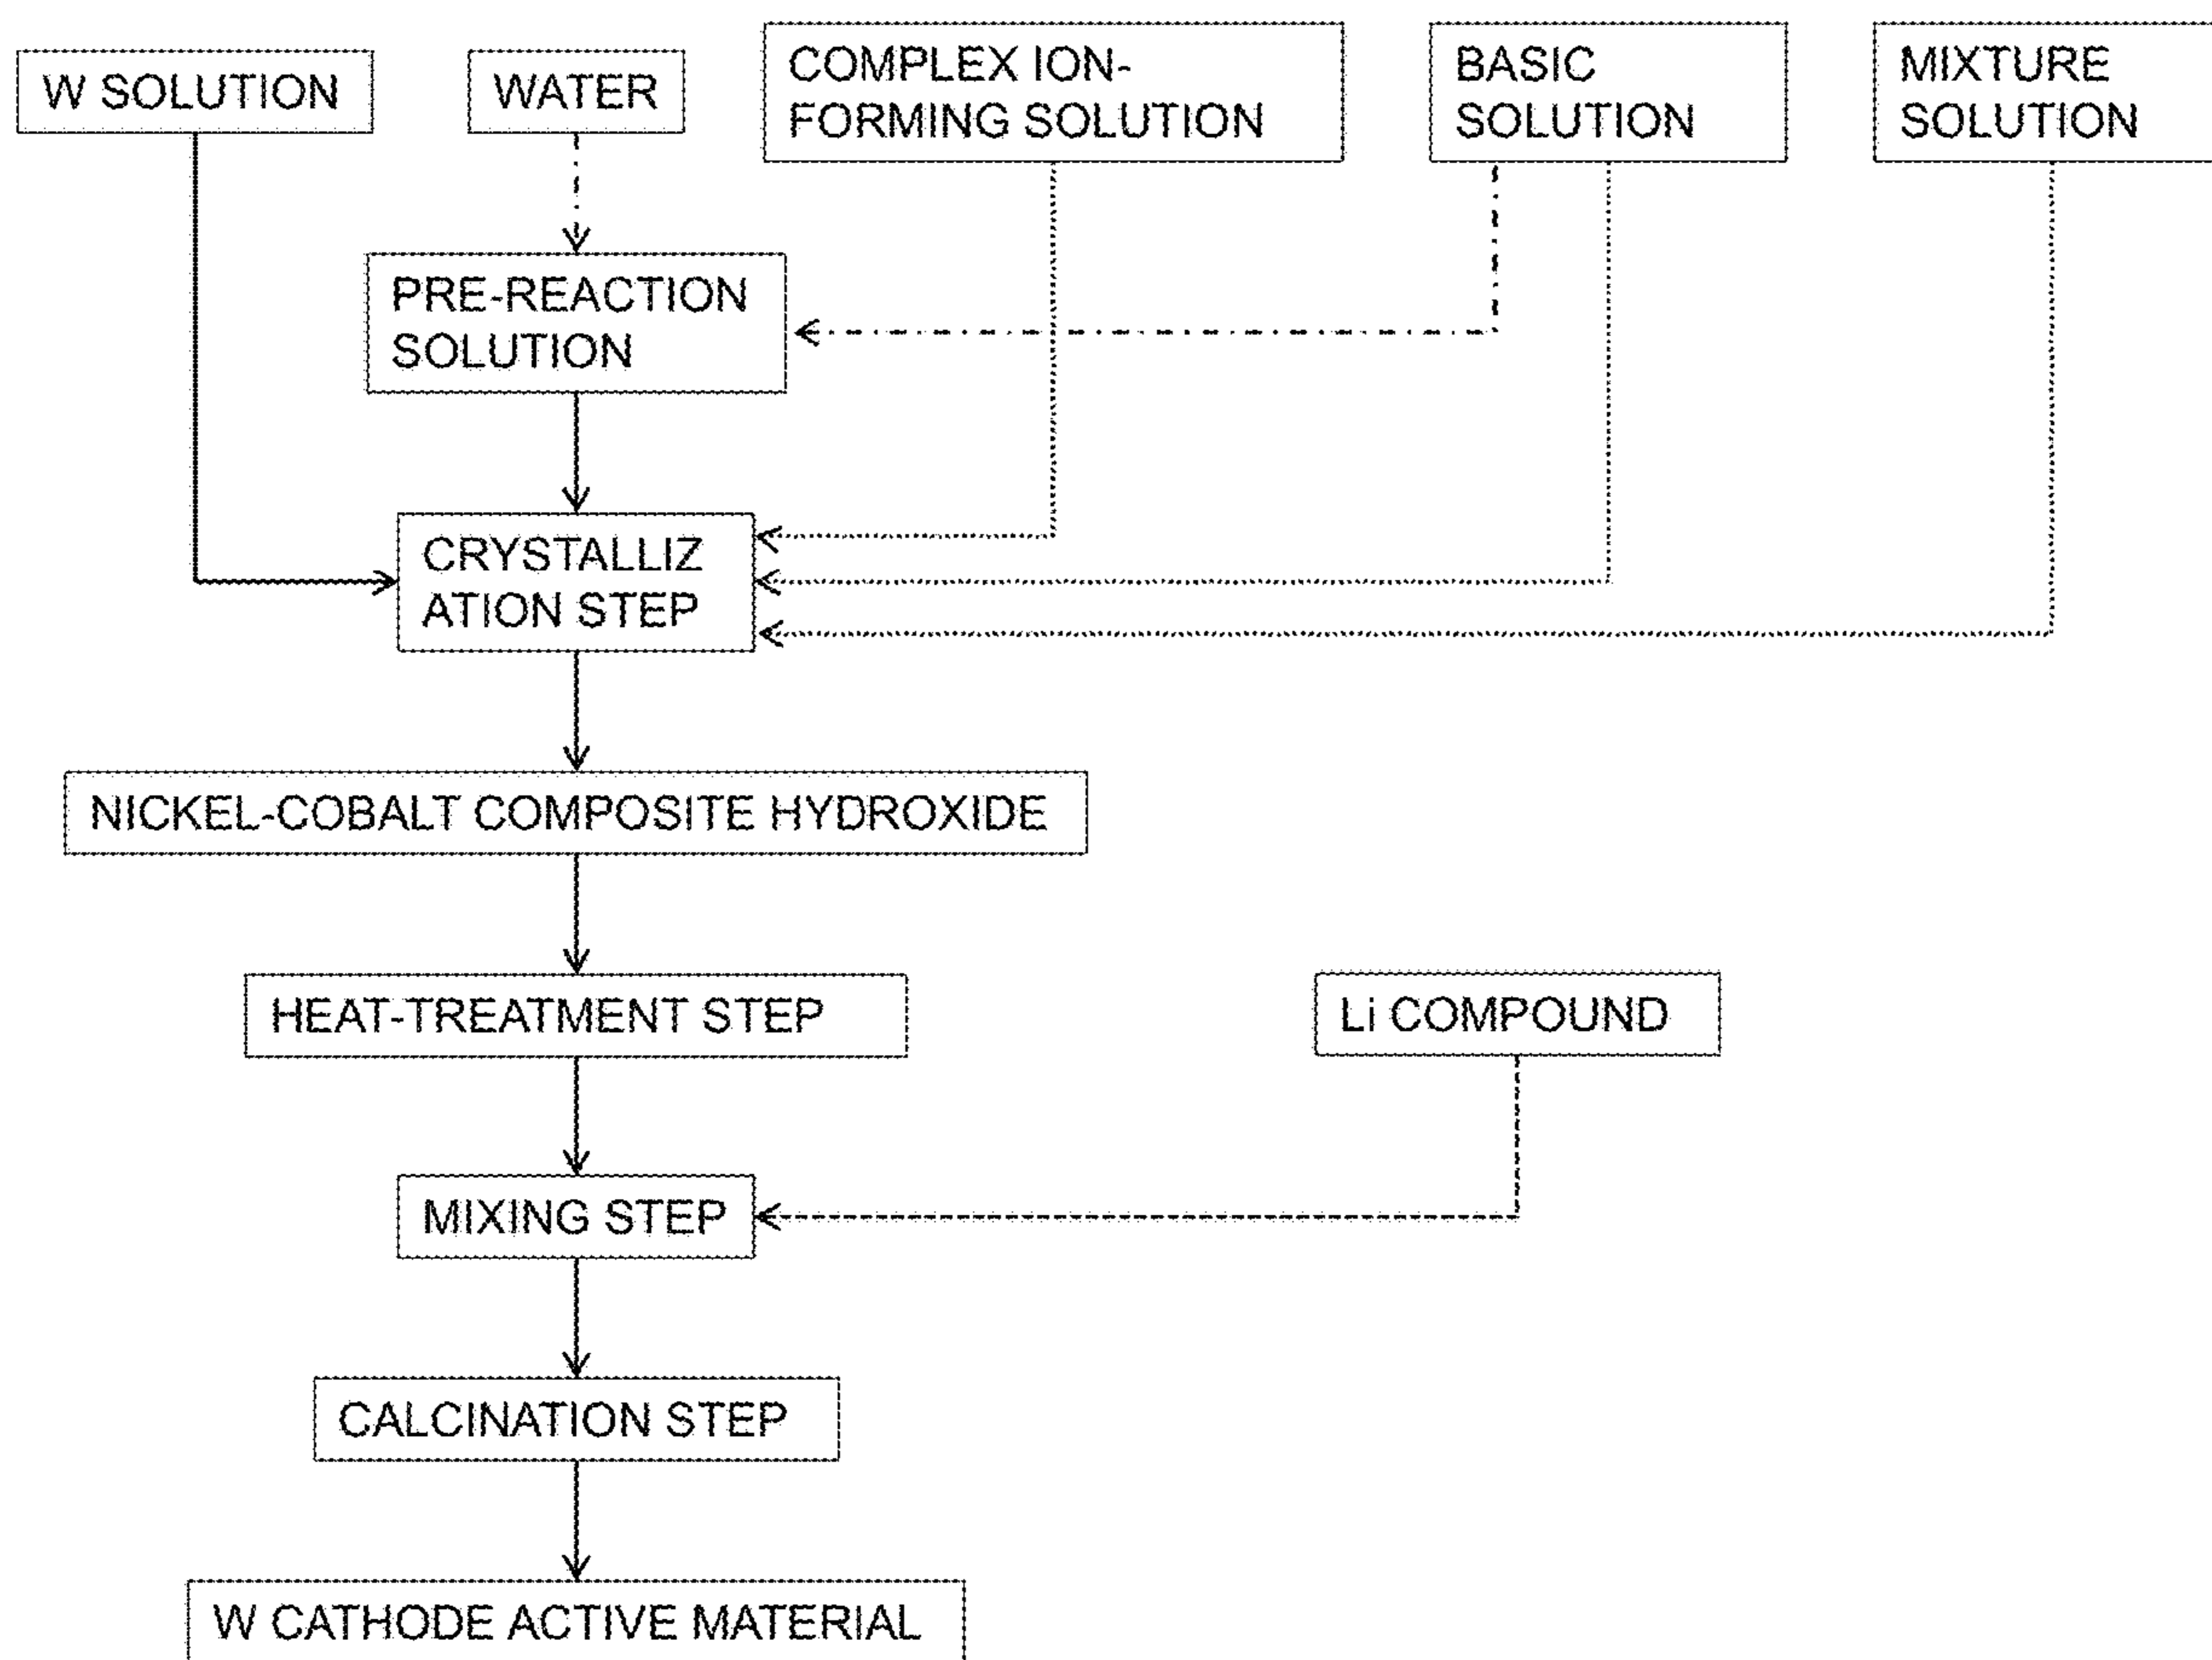 W SOLUTION
WATER
COMPLEX ION-
FORMING SOLUTION
BASIC
SOLUTION
MIXTURE
SOLUTION
PRE-REACTION
SOLUTION
CRYSTALLIZ
ATION STEP
NICKEL-COBALT COMPOSITE HYDROXIDE
HEAT-TREATMENT STEP
Li COMPOUND
MIXING STEP
CALCINATION STEP
W CATHODE ACTIVE MATERIAL